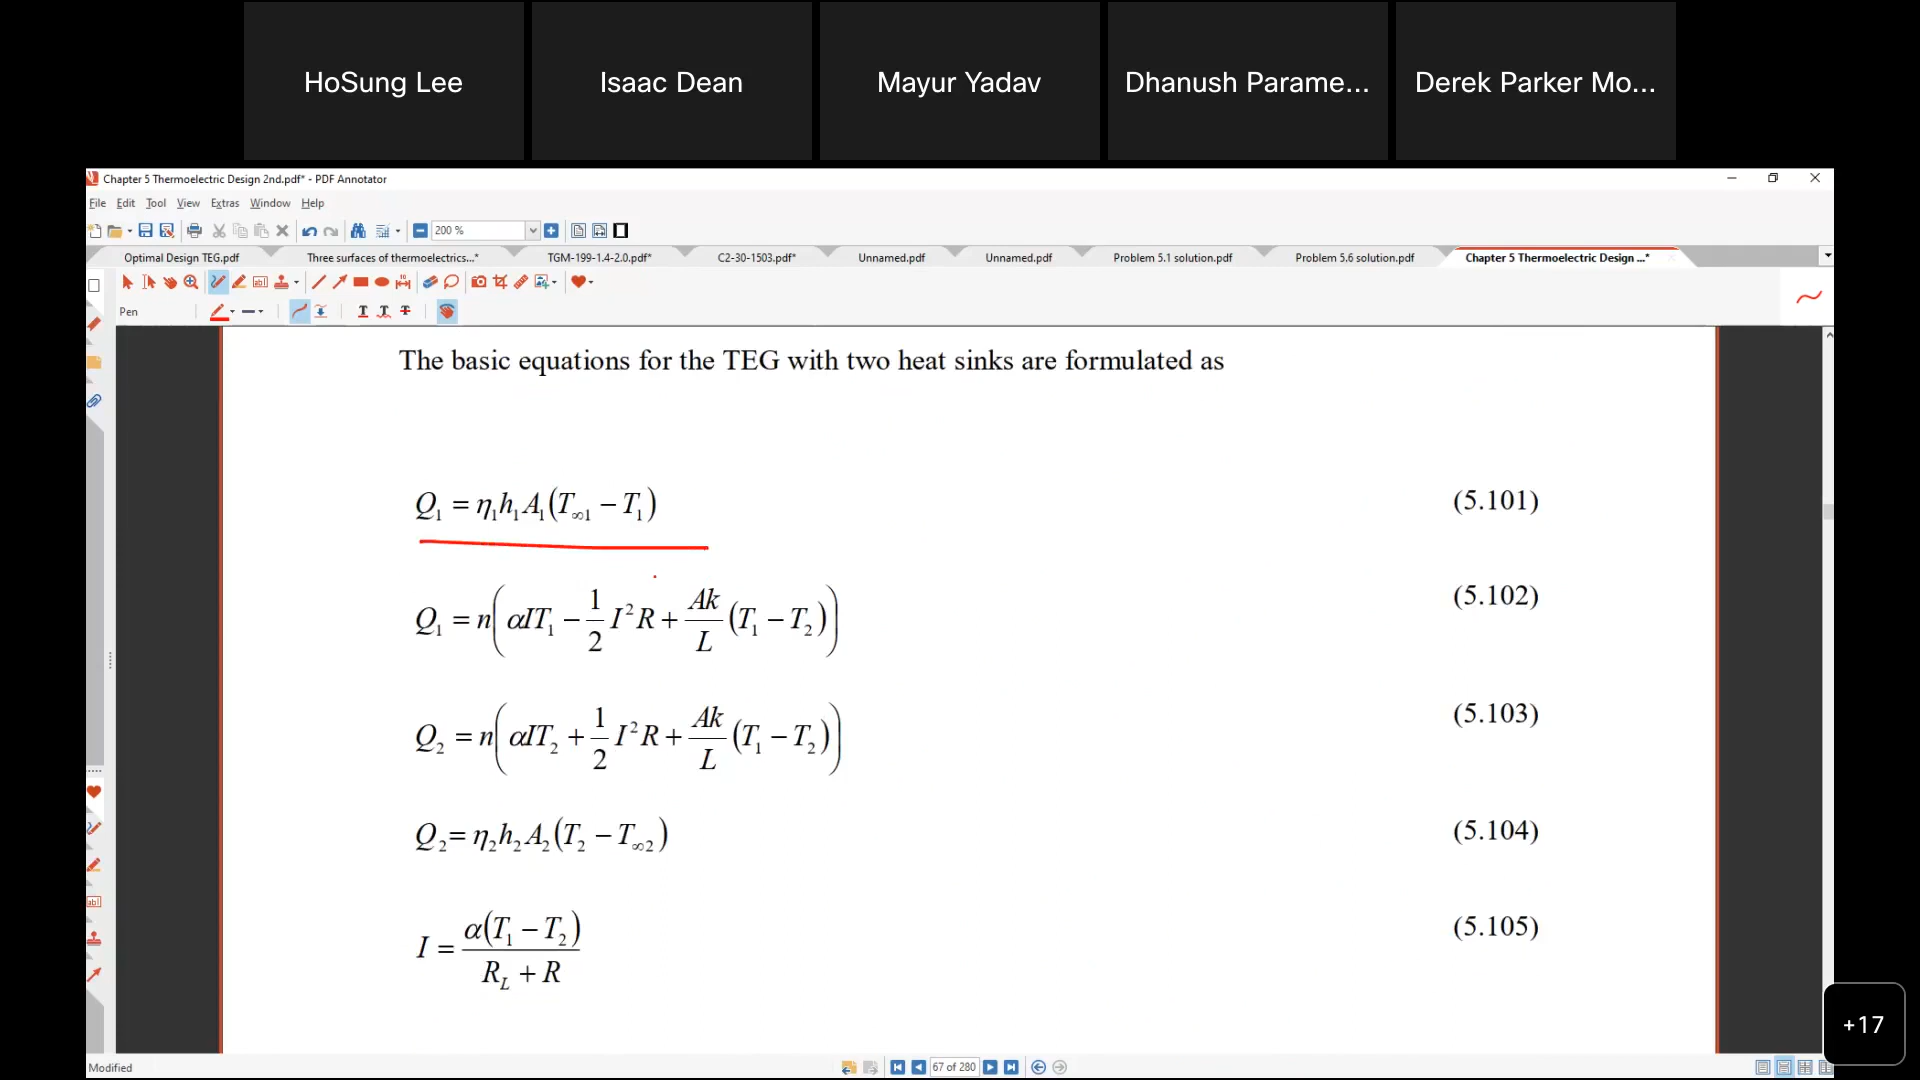 HoSung Lee
Isaac Dean
Mayur Yadav
Dhanush Parame...
Derek Parker Mo...
Chapter 5 Thermoelectric Design 2nd.pdf* - PDF Annotator
File Edit Tool View Extras Window Help
200 %
Optimal Design TEG.pdf
Three surfaces of thermoelectrics...*
TGM-199-1.4-2.0.pdf*
C2-30-1503.pdf*
Unnamed.pdf
Unnamed.pdf
Problem 5.1 solution.pdf
Problem 5.6 solution.pdf
Chapter 5 Thermoelectric Design ...*
Pen
The basic equations for the TEG with two heat sinks are formulated as
Q₁ = η₁h₁A₁(T∞₁ − T₁) (5.101)
Q₁ = n(αIT₁ − 1/2 I²R + Ak/L (T₁ − T₂)) (5.102)
Q₂ = n(αIT₂ + 1/2 I²R + Ak/L (T₁ − T₂)) (5.103)
Q₂ = η₂h₂A₂(T₂ − T∞₂) (5.104)
I = α(T₁ − T₂) / (R_L + R) (5.105)
+17
Modified
67 of 280